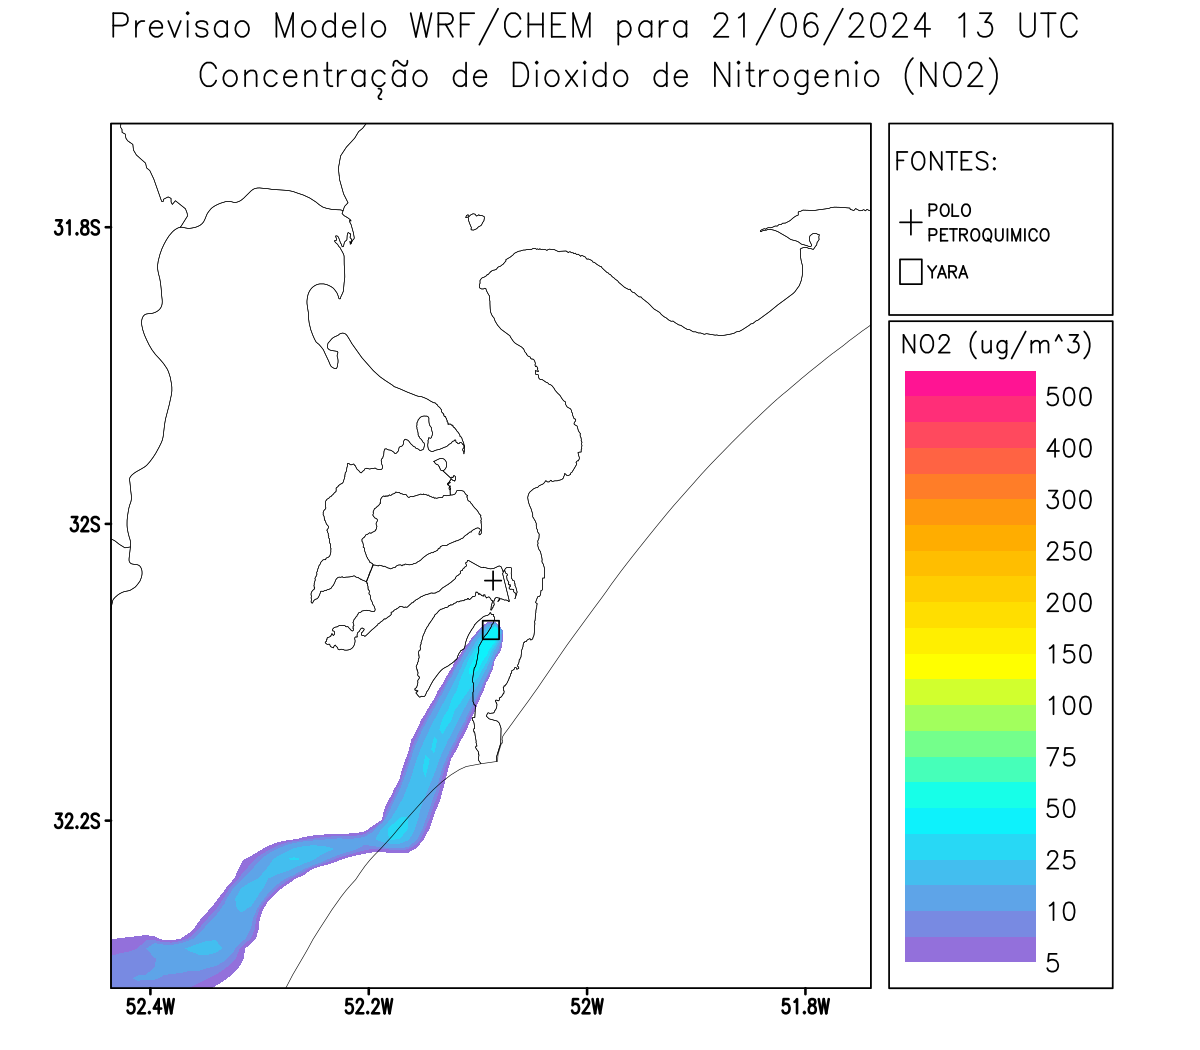 Previsao Modelo WRF/CHEM para 21/06/2024 13 UTC
Concentração de Dioxido de Nitrogenio (NO2)
FONTES:
POLO
PETROQUIMICO
YARA
NO2 (ug/m^3)
500
400
300
250
200
150
100
75
50
25
10
5
31.8S
32S
32.2S
52.4W
52.2W
52W
51.8W